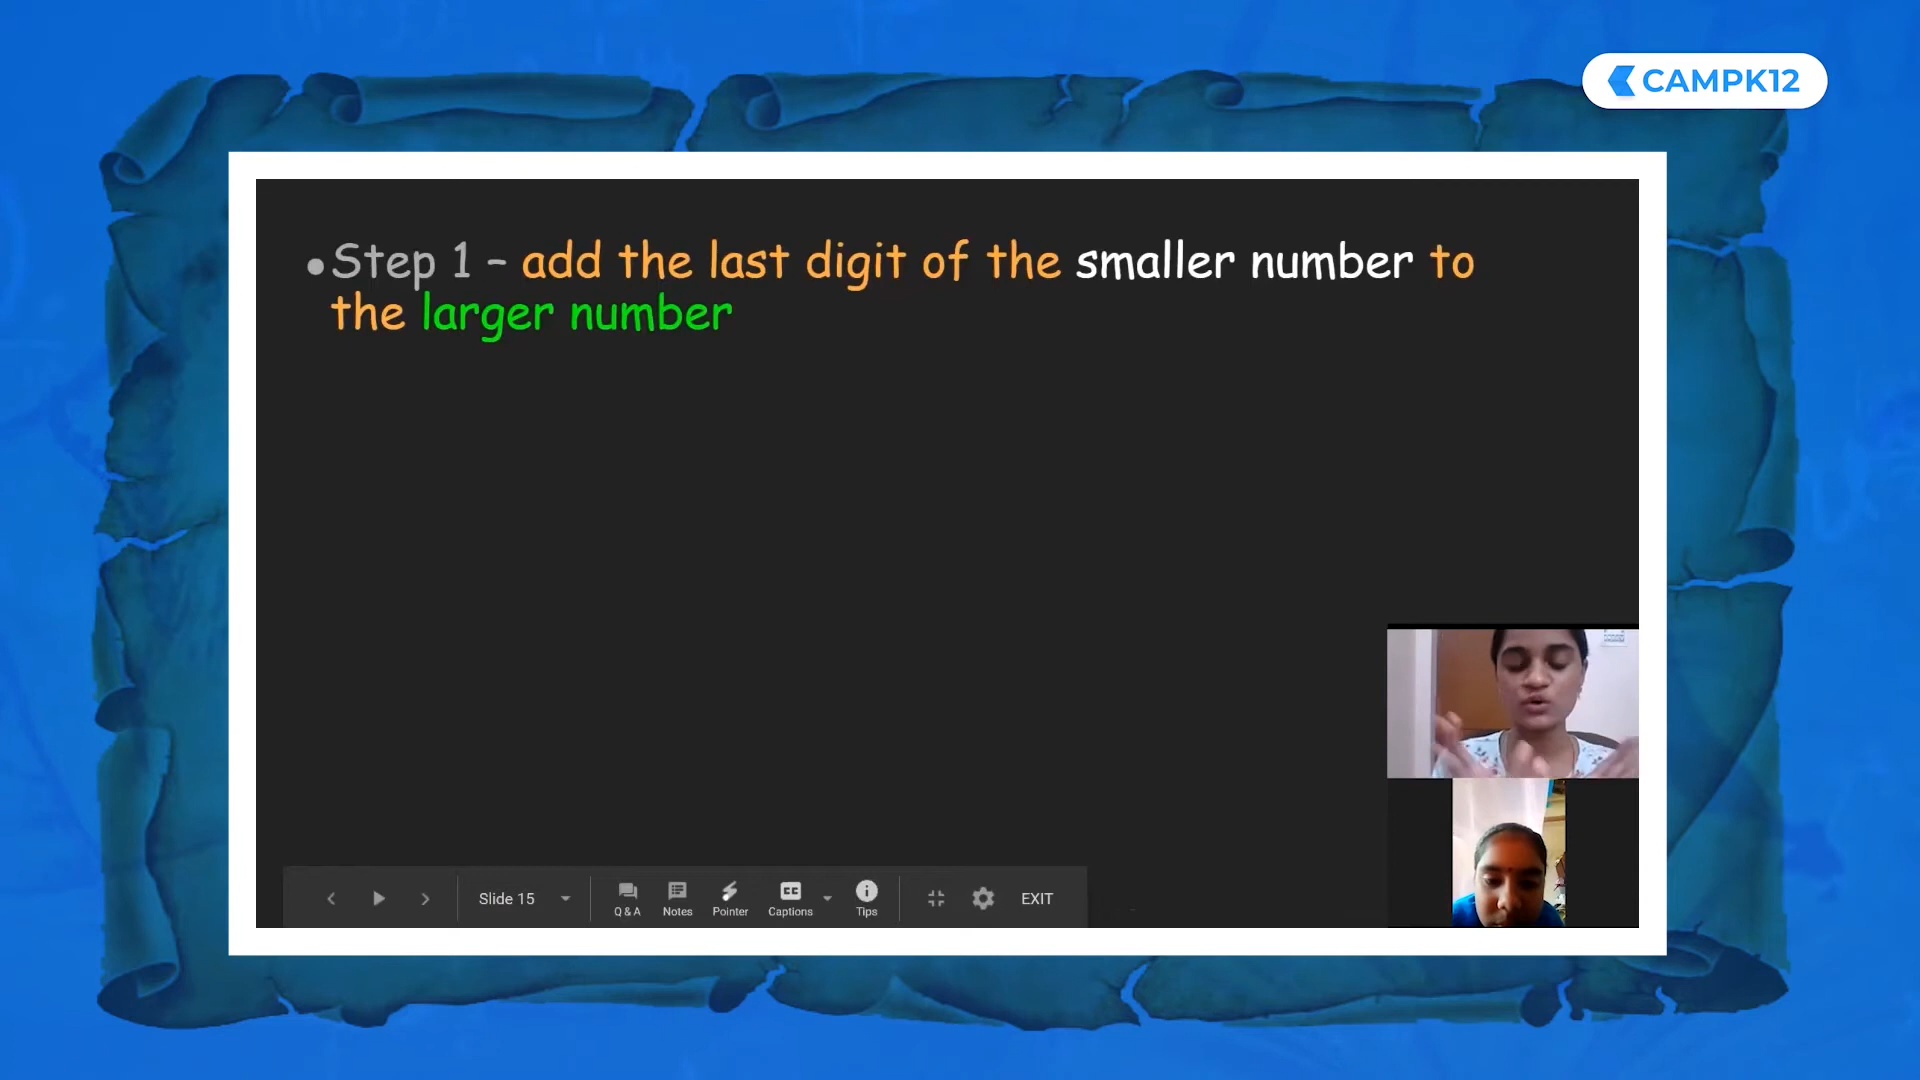 CAMPK12
•Step 1 – add the last digit of the smaller number to
the larger number
Slide 15
Q & A
Notes
Pointer
CC
Captions
Tips
EXIT